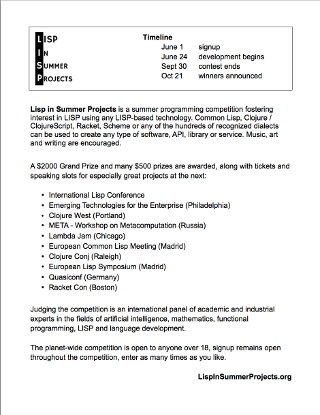 LISP
IN
SUMMER
PROJECTS
Timeline
June 1 signup
June 24 development begins
Sept 30 contest ends
Oct 21 winners announced
Lisp in Summer Projects is a summer programming competition fostering
interest in LISP using any LISP-based technology. Common Lisp, Clojure /
ClojureScript, Racket, Scheme or any of the hundreds of recognized dialects
can be used to create any type of software, API, library or service. Music, art
and writing are encouraged.
A $2000 Grand Prize and many $500 prizes are awarded, along with tickets and
speaking slots for especially great projects at the next:
• International Lisp Conference
• Emerging Technologies for the Enterprise (Philadelphia)
• Clojure West (Portland)
• META - Workshop on Metacomputation (Russia)
• Lambda Jam (Chicago)
• European Common Lisp Meeting (Madrid)
• Clojure Conj (Raleigh)
• European Lisp Symposium (Madrid)
• Quasiconf (Germany)
• Racket Con (Boston)
Judging the competition is an international panel of academic and industrial
experts in the fields of artificial intelligence, mathematics, functional
programming, LISP and language development.
The planet-wide competition is open to anyone over 18, signup remains open
throughout the competition, enter as many times as you like.
LispInSummerProjects.org